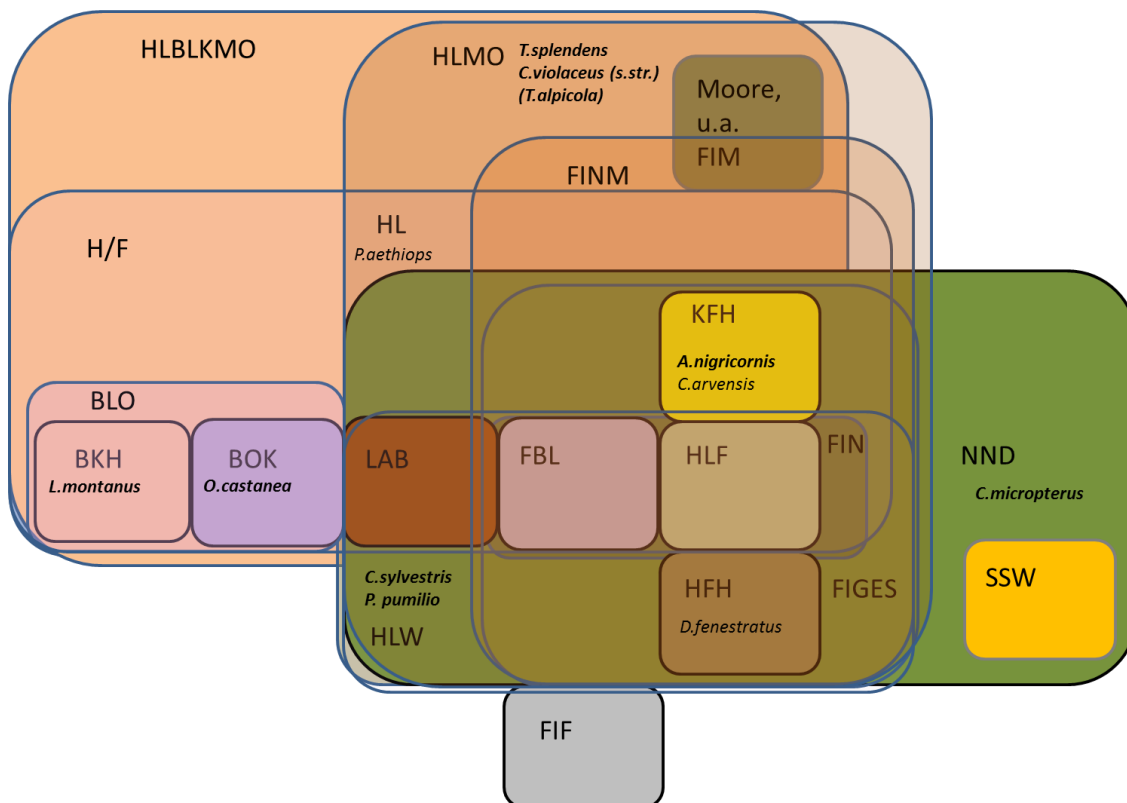 HLBLKMO
HLMO
T.splendens
C.violaceus (s.str.)
(T.alpicola)
Moore,
u.a.
FIM
FINM
H/F
HL
P.aethiops
KFH
A.nigricornis
C.arvensis
BLO
BKH
L.montanus
BOK
O.castanea
LAB
FBL
HLF
FIN
NND
C.micropterus
C.sylvestris
P. pumilio
HLW
HFH
D.fenestratus
FIGES
SSW
FIF